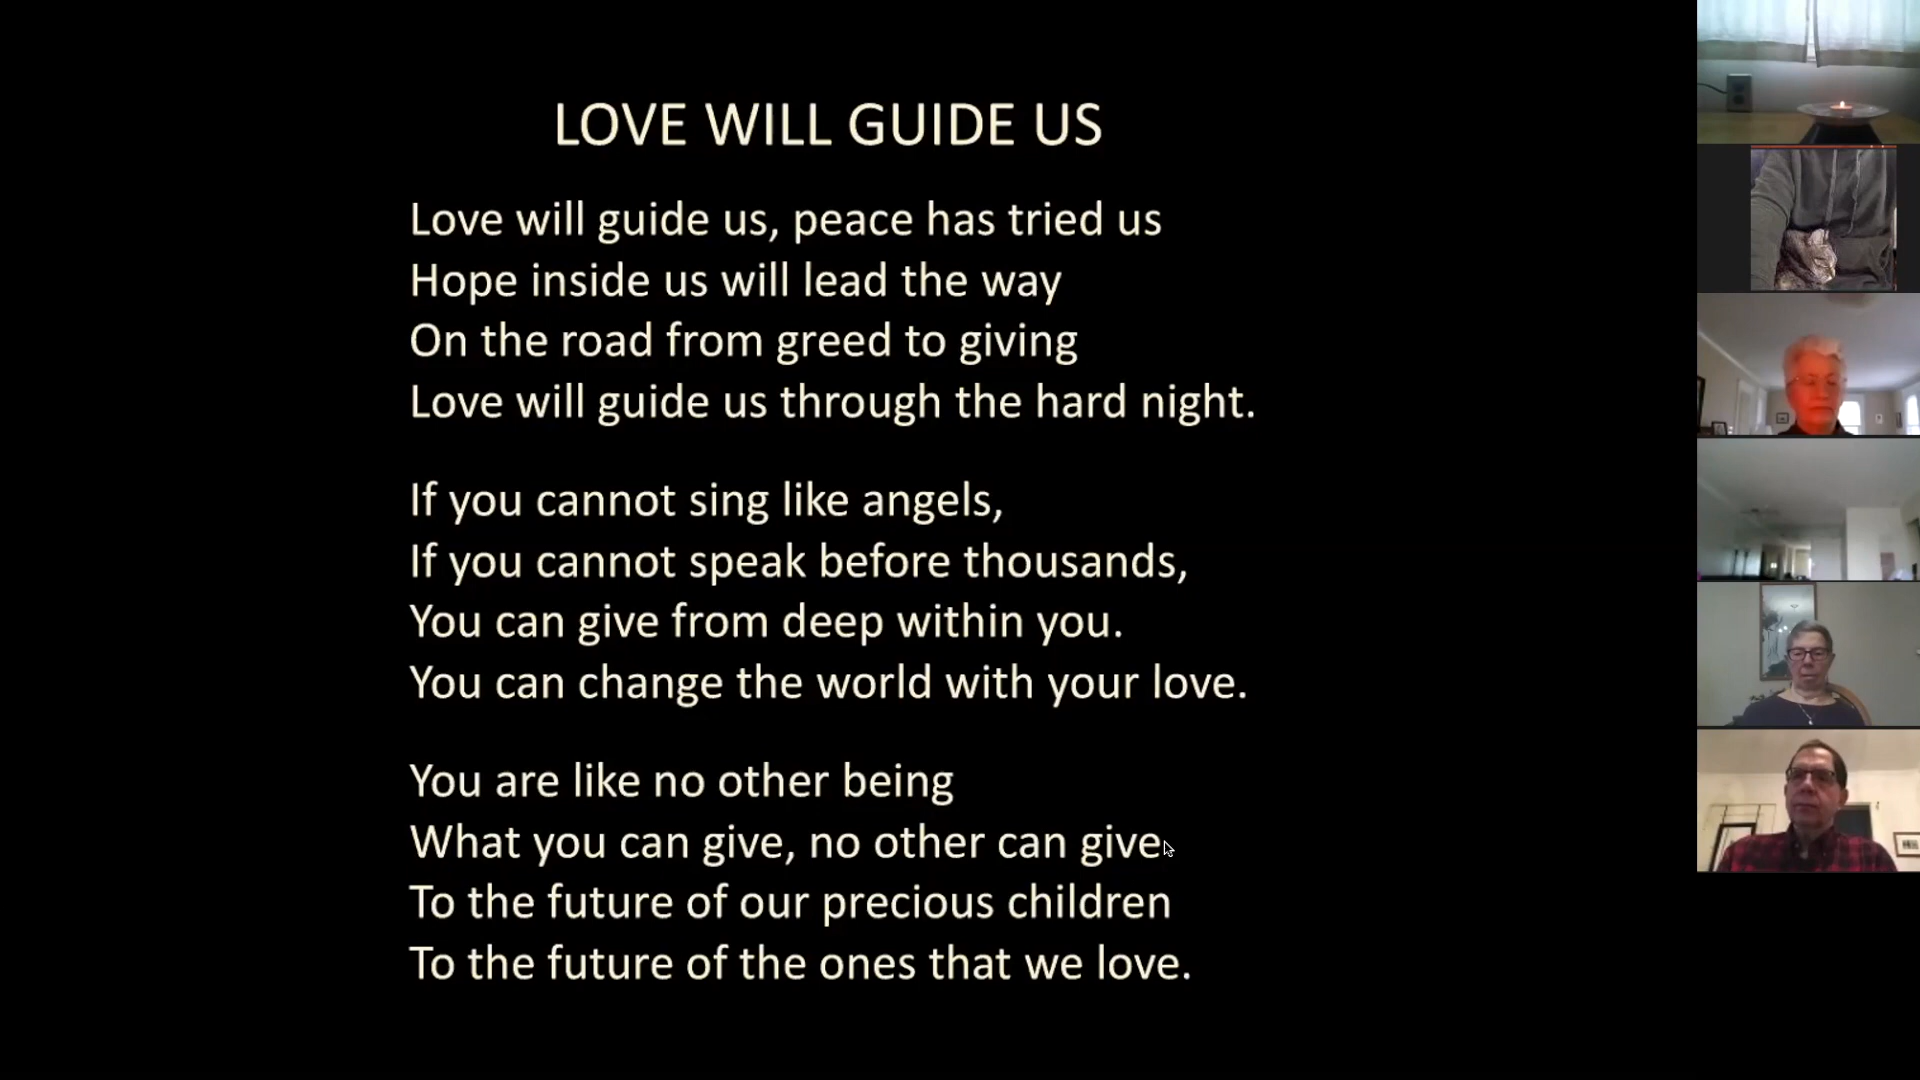 LOVE WILL GUIDE US
Love will guide us, peace has tried us
Hope inside us will lead the way
On the road from greed to giving
Love will guide us through the hard night.
If you cannot sing like angels,
If you cannot speak before thousands,
You can give from deep within you.
You can change the world with your love.
You are like no other being
What you can give, no other can give
To the future of our precious children
To the future of the ones that we love.